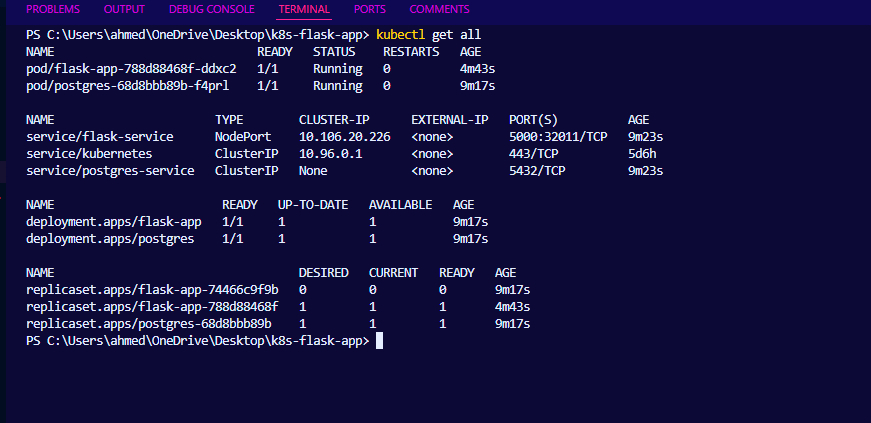 PROBLEMS OUTPUT DEBUG CONSOLE TERMINAL PORTS COMMENTS
PS C:\Users\ahmed\OneDrive\Desktop\k8s-flask-app> kubectl get all
NAME READY STATUS RESTARTS AGE
pod/flask-app-788d88468f-ddxc2 1/1 Running 0 4m43s
pod/postgres-68d8bbb89b-f4prl 1/1 Running 0 9m17s
NAME TYPE CLUSTER-IP EXTERNAL-IP PORT(S) AGE
service/flask-service NodePort 10.106.20.226 <none> 5000:32011/TCP 9m23s
service/kubernetes ClusterIP 10.96.0.1 <none> 443/TCP 5d6h
service/postgres-service ClusterIP None <none> 5432/TCP 9m23s
NAME READY UP-TO-DATE AVAILABLE AGE
deployment.apps/flask-app 1/1 1 1 9m17s
deployment.apps/postgres 1/1 1 1 9m17s
NAME DESIRED CURRENT READY AGE
replicaset.apps/flask-app-74466c9f9b 0 0 0 9m17s
replicaset.apps/flask-app-788d88468f 1 1 1 4m43s
replicaset.apps/postgres-68d8bbb89b 1 1 1 9m17s
PS C:\Users\ahmed\OneDrive\Desktop\k8s-flask-app>